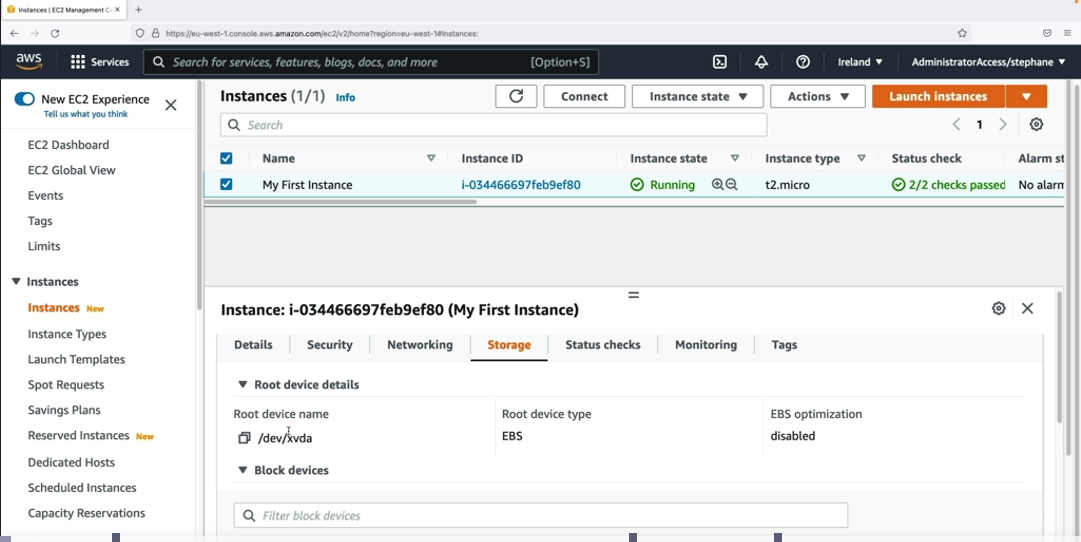 Instances | EC2 Management Co
https://eu-west-1.console.aws.amazon.com/ec2/v2/home?region=eu-west-1#Instances:
aws Services Search for services, features, blogs, docs, and more [Option+S] Ireland AdministratorAccess/stephane
New EC2 Experience
Tell us what you think
EC2 Dashboard
EC2 Global View
Events
Tags
Limits
Instances
Instances New
Instance Types
Launch Templates
Spot Requests
Savings Plans
Reserved Instances New
Dedicated Hosts
Scheduled Instances
Capacity Reservations
Instances (1/1) Info Connect Instance state Actions Launch instances
Search 1
Name Instance ID Instance state Instance type Status check Alarm st
My First Instance i-034466697feb9ef80 Running t2.micro 2/2 checks passed No alarm
Instance: i-034466697feb9ef80 (My First Instance)
Details Security Networking Storage Status checks Monitoring Tags
Root device details
Root device name Root device type EBS optimization
/dev/xvda EBS disabled
Block devices
Filter block devices